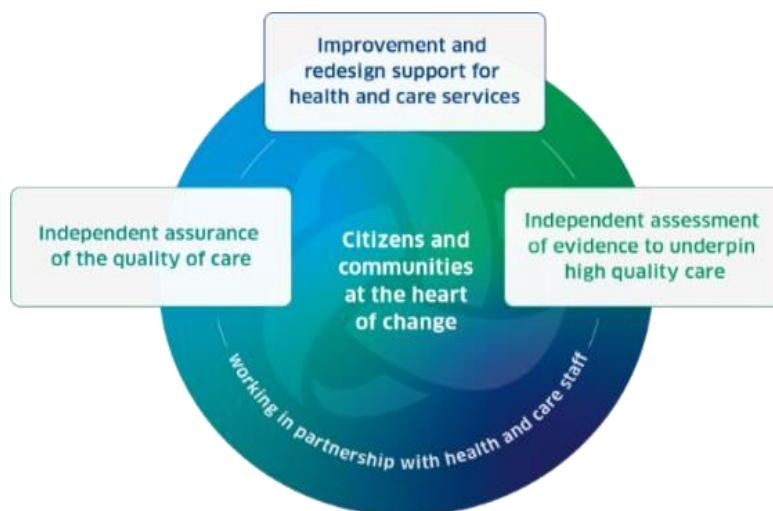 Improvement and
redesign support for
health and care services
Independent assurance
of the quality of care
Citizens and
communities
at the heart
of change
Independent assessment
of evidence to underpin
high quality care
working in partnership with health and care staff